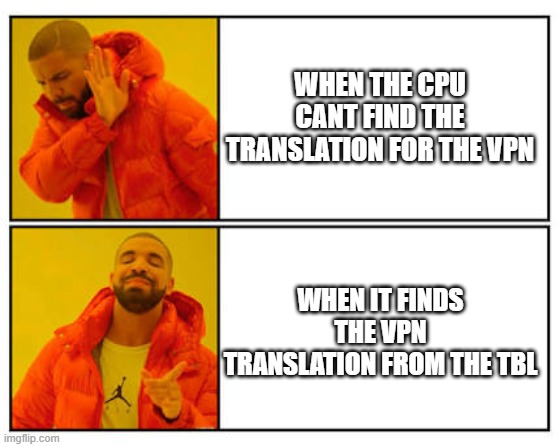 WHEN THE CPU
CANT FIND THE
TRANSLATION FOR THE VPN
WHEN IT FINDS
THE VPN
TRANSLATION FROM THE TBL
imgflip.com